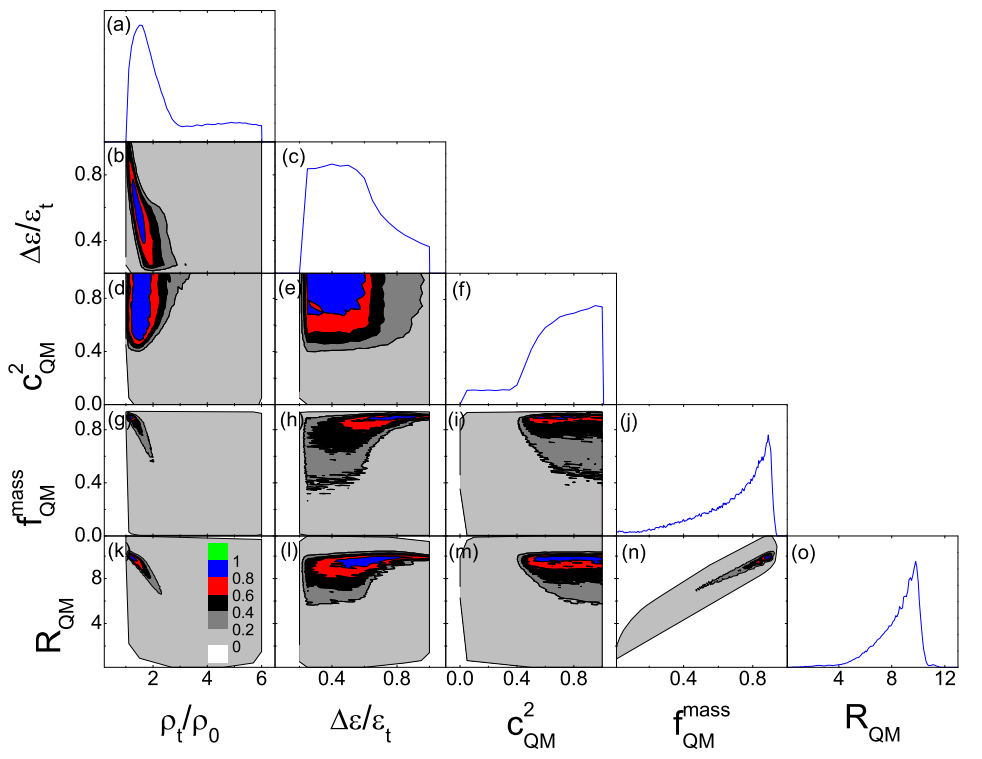 (a)
(b)
(c)
0.8
0.4
Δε/ε_t
(d)
(e)
(f)
0.8
0.4
0.0
c²_QM
(g)
(h)
(i)
(j)
0.8
0.4
0.0
f^mass_QM
(k)
(l)
(m)
(n)
(o)
8
4
R_QM
1
0.8
0.6
0.4
0.2
0
2 4 6
0.4 0.8
0.0 0.4 0.8
0.4 0.8
4 8 12
ρ_t/ρ_0
Δε/ε_t
c²_QM
f^mass_QM
R_QM